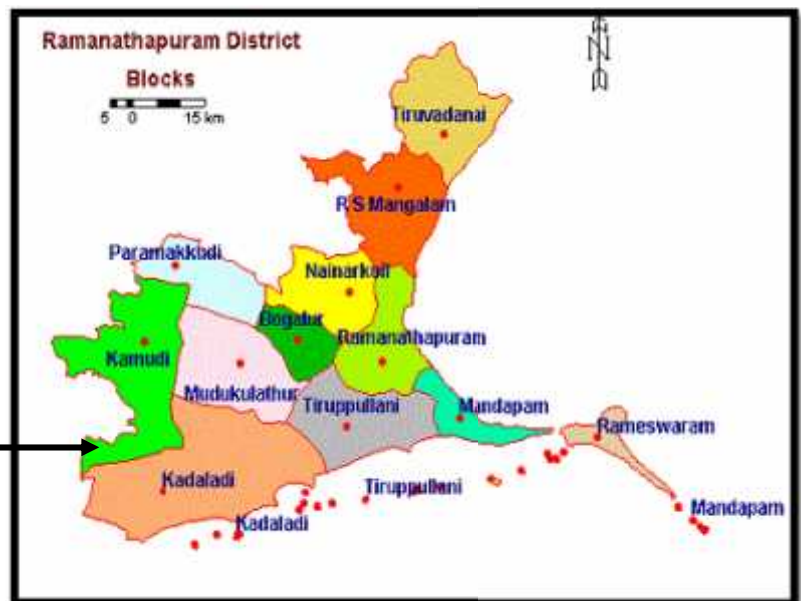 Ramanathapuram District
Blocks
5 0 15 km
N
Tiruvadanai
R S Mangalam
Paramakkudi
Nainarkoil
Bogalur
Ramanathapuram
Kamudi
Mudukulathur
Tiruppullani
Mandapam
Rameswaram
Kadaladi
Tiruppullani
Mandapam
Kadaladi